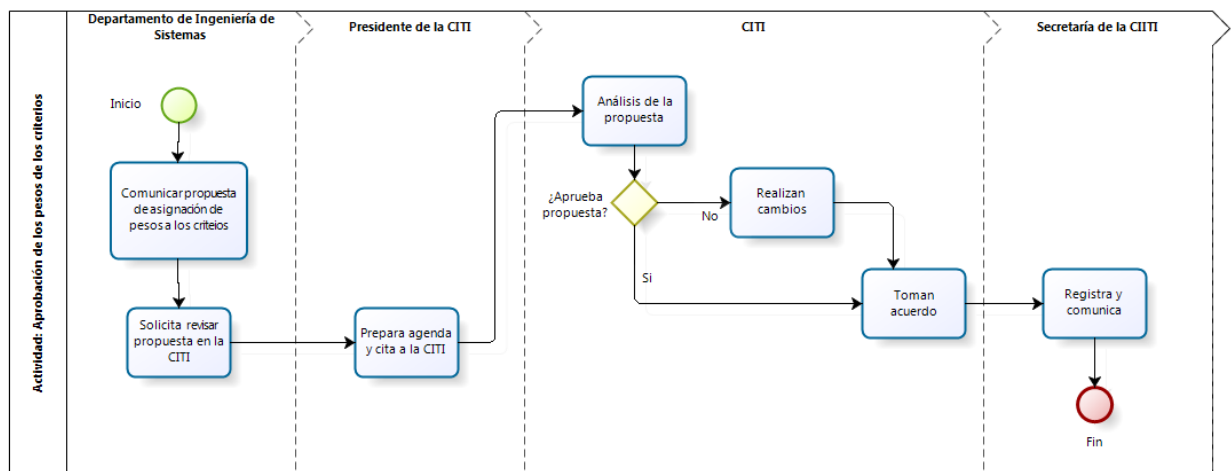 Actividad: Aprobación de los pesos de los criterios
Departamento de Ingeniería de
Sistemas
Presidente de la CITI
CITI
Secretaría de la CIITI
Inicio
Comunicar propuesta
de asignación de
pesos a los criteios
Solicita revisar
propuesta en la
CITI
Prepara agenda
y cita a la CITI
Análisis de la
propuesta
¿Aprueba
propuesta?
No
Realizan
cambios
Si
Toman
acuerdo
Registra y
comunica
Fin